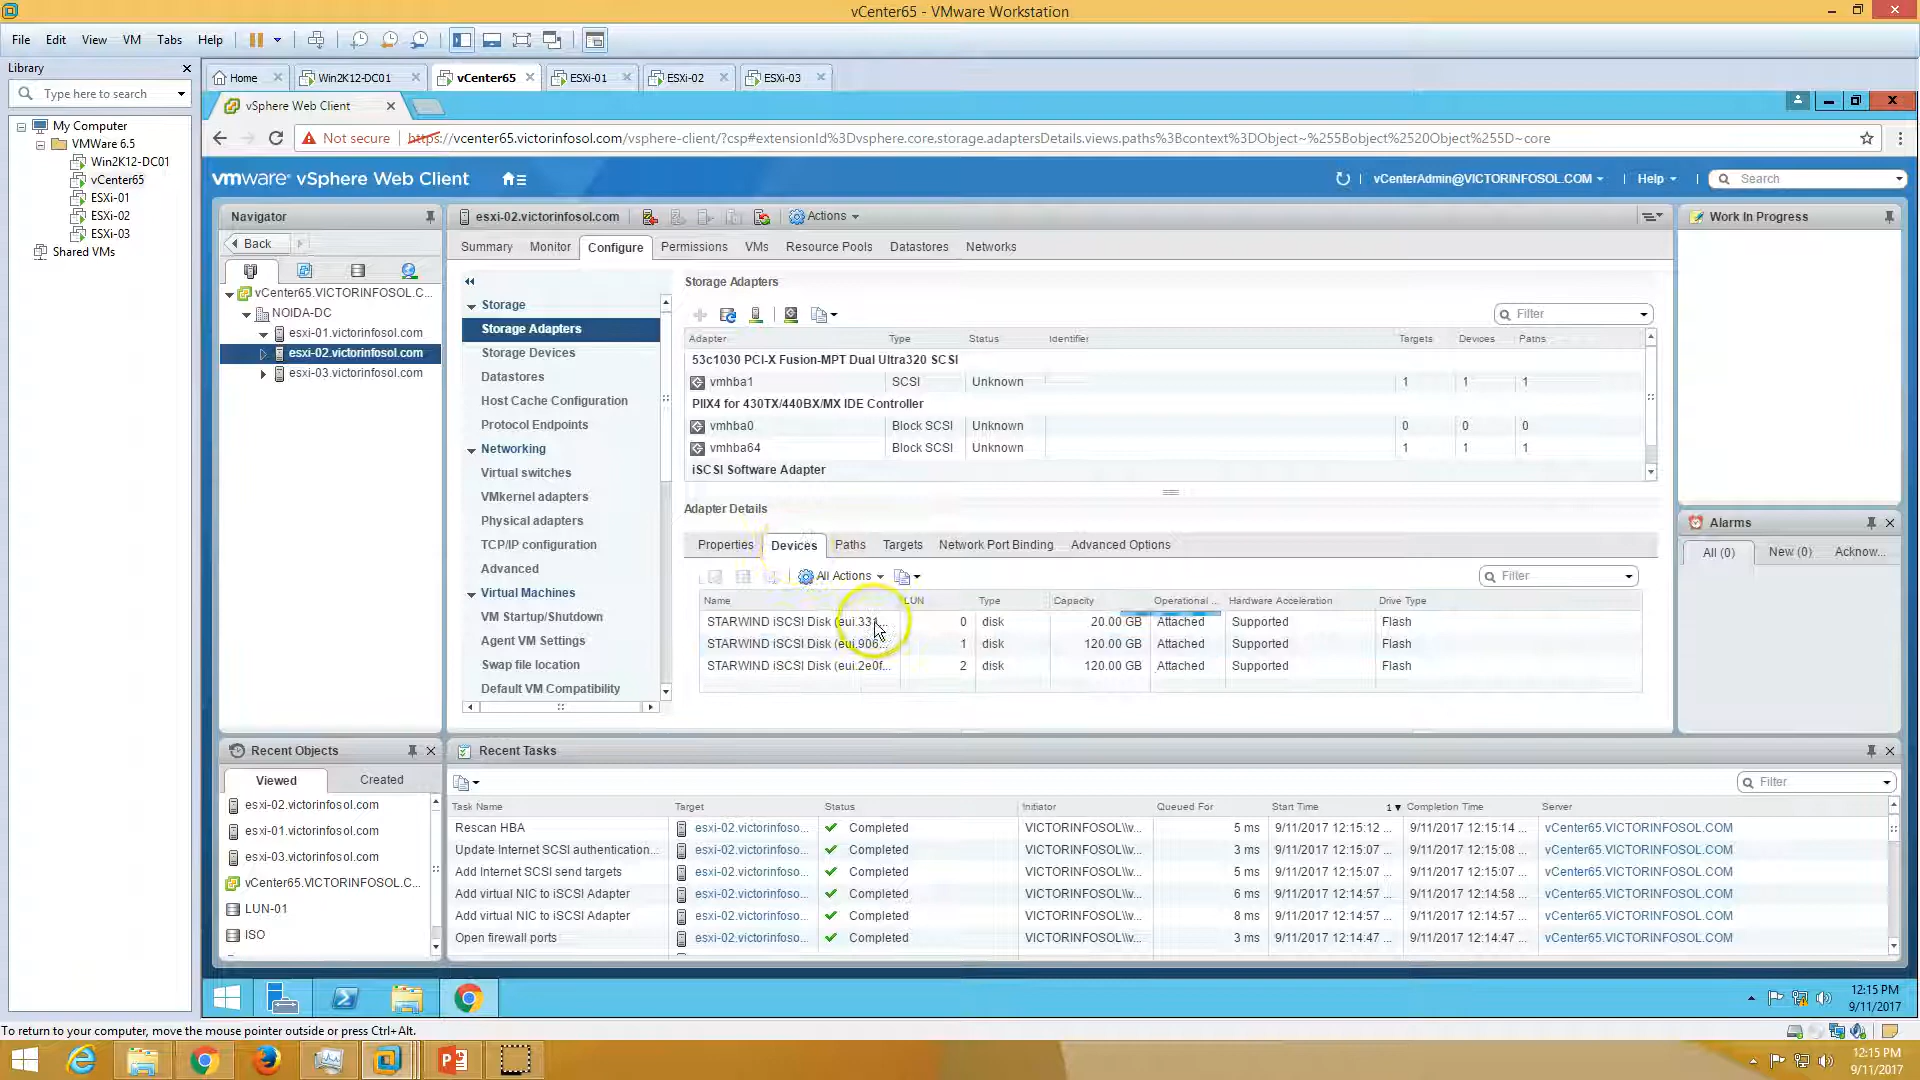 vCenter65 - VMware Workstation
File Edit View VM Tabs Help
Library
Type here to search
My Computer
VMWare 6.5
Win2K12-DC01
vCenter65
ESXi-01
ESXi-02
ESXi-03
Shared VMs
Home Win2K12-DC01 vCenter65 ESXi-01 ESXi-02 ESXi-03
vSphere Web Client
Not secure https://vcenter65.victorinfosol.com/vsphere-client/?csp#extensionId%3Dvsphere.core.storage.adaptersDetails.views.paths%3Bcontext%3DObject~%255Bobject%2520Object%255D~core
vmware® vSphere Web Client
vCenterAdmin@VICTORINFOSOL.COM Help Search
Navigator
Back
vCenter65.VICTORINFOSOL.C...
NOIDA-DC
esxi-01.victorinfosol.com
esxi-02.victorinfosol.com
esxi-03.victorinfosol.com
esxi-02.victorinfosol.com Actions
Summary Monitor Configure Permissions VMs Resource Pools Datastores Networks
Storage
Storage Adapters
Storage Devices
Datastores
Host Cache Configuration
Protocol Endpoints
Networking
Virtual switches
VMkernel adapters
Physical adapters
TCP/IP configuration
Advanced
Virtual Machines
VM Startup/Shutdown
Agent VM Settings
Swap file location
Default VM Compatibility
Storage Adapters
Filter
Adapter Type Status Identifier Targets Devices Paths
53c1030 PCI-X Fusion-MPT Dual Ultra320 SCSI
vmhba1 SCSI Unknown 1 1 1
PIIX4 for 430TX/440BX/MX IDE Controller
vmhba0 Block SCSI Unknown 0 0 0
vmhba64 Block SCSI Unknown 1 1 1
iSCSI Software Adapter
Adapter Details
Properties Devices Paths Targets Network Port Binding Advanced Options
All Actions Filter
Name LUN Type Capacity Operational ... Hardware Acceleration Drive Type
STARWIND iSCSI Disk (eui.331... 0 disk 20.00 GB Attached Supported Flash
STARWIND iSCSI Disk (eui.906... 1 disk 120.00 GB Attached Supported Flash
STARWIND iSCSI Disk (eui.2e0f... 2 disk 120.00 GB Attached Supported Flash
Work In Progress
Alarms
All (0) New (0) Acknow...
Recent Objects
Viewed Created
esxi-02.victorinfosol.com
esxi-01.victorinfosol.com
esxi-03.victorinfosol.com
vCenter65.VICTORINFOSOL.C...
LUN-01
ISO
Recent Tasks
Filter
Task Name Target Status Initiator Queued For Start Time 1 Completion Time Server
Rescan HBA esxi-02.victorinfoso... Completed VICTORINFOSOL\\v... 5 ms 9/11/2017 12:15:12 ... 9/11/2017 12:15:14 ... vCenter65.VICTORINFOSOL.COM
Update Internet SCSI authentication... esxi-02.victorinfoso... Completed VICTORINFOSOL\\v... 3 ms 9/11/2017 12:15:07 ... 9/11/2017 12:15:08 ... vCenter65.VICTORINFOSOL.COM
Add Internet SCSI send targets esxi-02.victorinfoso... Completed VICTORINFOSOL\\v... 5 ms 9/11/2017 12:15:07 ... 9/11/2017 12:15:07 ... vCenter65.VICTORINFOSOL.COM
Add virtual NIC to iSCSI Adapter esxi-02.victorinfoso... Completed VICTORINFOSOL\\v... 6 ms 9/11/2017 12:14:57 ... 9/11/2017 12:14:58 ... vCenter65.VICTORINFOSOL.COM
Add virtual NIC to iSCSI Adapter esxi-02.victorinfoso... Completed VICTORINFOSOL\\v... 8 ms 9/11/2017 12:14:57 ... 9/11/2017 12:14:57 ... vCenter65.VICTORINFOSOL.COM
Open firewall ports esxi-02.victorinfoso... Completed VICTORINFOSOL\\v... 3 ms 9/11/2017 12:14:47 ... 9/11/2017 12:14:47 ... vCenter65.VICTORINFOSOL.COM
12:15 PM
9/11/2017
To return to your computer, move the mouse pointer outside or press Ctrl+Alt.
12:15 PM
9/11/2017